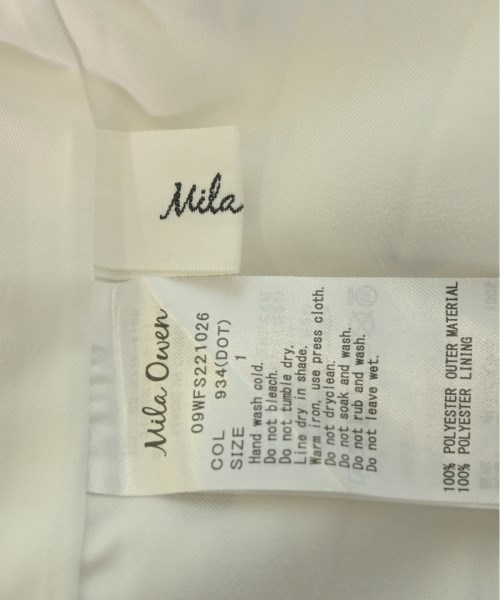 Mila
Mila Owen
09WFS221026
COL 934(DOT)
SIZE 1
Hand wash cold.
Do not bleach.
Do not tumble dry.
Line dry in shade.
Warm iron, use press cloth.
Do not dryclean.
Do not soak and wash.
Do not rub and wash.
Do not leave wet.
100% POLYESTER OUTER MATERIAL
100% POLYESTER LINING